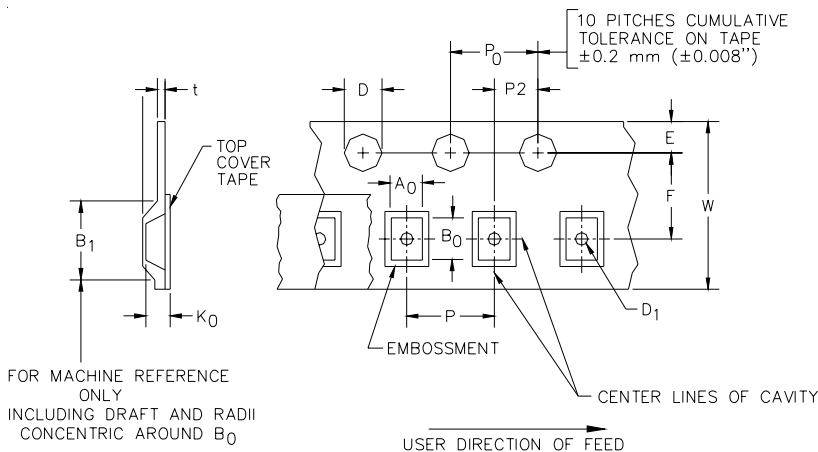 10 PITCHES CUMULATIVE
TOLERANCE ON TAPE
±0.2 mm (±0.008")
P0
P2
D
t
E
TOP
COVER
TAPE
A0
F
W
B1
B0
K0
P
D1
EMBOSSMENT
FOR MACHINE REFERENCE
ONLY
INCLUDING DRAFT AND RADII
CONCENTRIC AROUND B0
CENTER LINES OF CAVITY
USER DIRECTION OF FEED